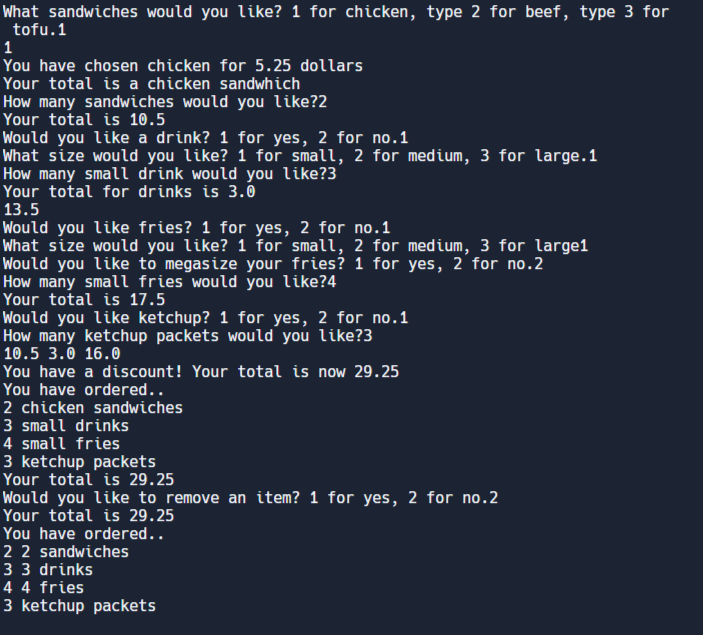 What sandwiches would you like? 1 for chicken, type 2 for beef, type 3 for
tofu.1
1
You have chosen chicken for 5.25 dollars
Your total is a chicken sandwhich
How many sandwiches would you like?2
Your total is 10.5
Would you like a drink? 1 for yes, 2 for no.1
What size would you like? 1 for small, 2 for medium, 3 for large.1
How many small drink would you like?3
Your total for drinks is 3.0
13.5
Would you like fries? 1 for yes, 2 for no.1
What size would you like? 1 for small, 2 for medium, 3 for large1
Would you like to megasize your fries? 1 for yes, 2 for no.2
How many small fries would you like?4
Your total is 17.5
Would you like ketchup? 1 for yes, 2 for no.1
How many ketchup packets would you like?3
10.5 3.0 16.0
You have a discount! Your total is now 29.25
You have ordered..
2 chicken sandwiches
3 small drinks
4 small fries
3 ketchup packets
Your total is 29.25
Would you like to remove an item? 1 for yes, 2 for no.2
Your total is 29.25
You have ordered..
2 2 sandwiches
3 3 drinks
4 4 fries
3 ketchup packets